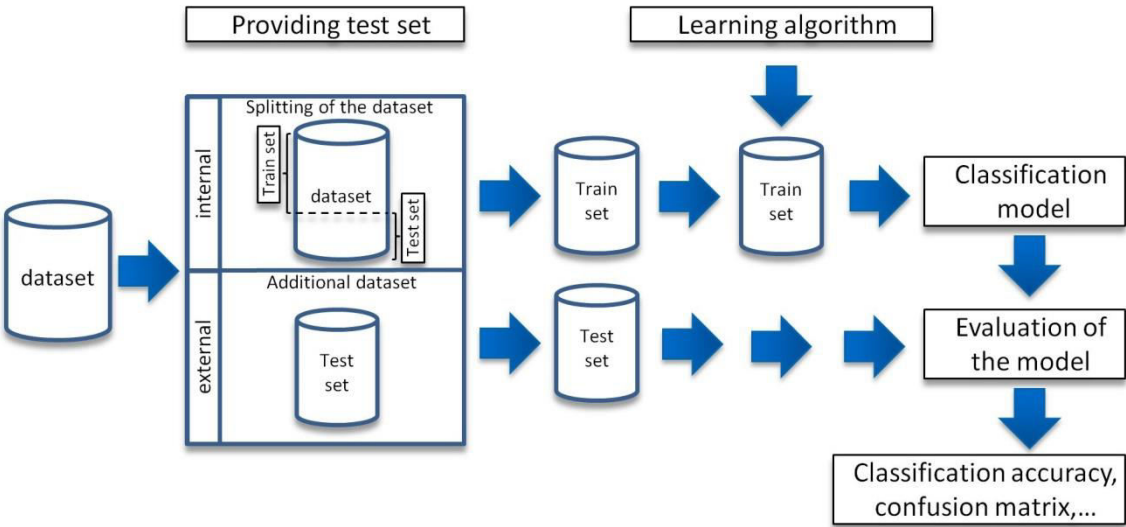 Providing test set
Learning algorithm
Splitting of the dataset
internal
Train set
dataset
Test set
Train
set
Train
set
Classification
model
dataset
external
Additional dataset
Test
set
Test
set
Evaluation of
the model
Classification accuracy,
confusion matrix,...